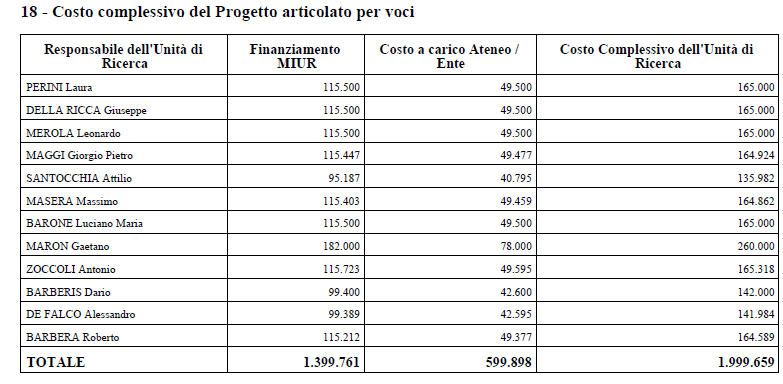 18 - Costo complessivo del Progetto articolato per voci
Responsabile dell'Unità di Ricerca Finanziamento MIUR Costo a carico Ateneo / Ente Costo Complessivo dell'Unità di Ricerca
PERINI Laura 115.500 49.500 165.000
DELLA RICCA Giuseppe 115.500 49.500 165.000
MEROLA Leonardo 115.500 49.500 165.000
MAGGI Giorgio Pietro 115.447 49.477 164.924
SANTOCCHIA Attilio 95.187 40.795 135.982
MASERA Massimo 115.403 49.459 164.862
BARONE Luciano Maria 115.500 49.500 165.000
MARON Gaetano 182.000 78.000 260.000
ZOCCOLI Antonio 115.723 49.595 165.318
BARBERIS Dario 99.400 42.600 142.000
DE FALCO Alessandro 99.389 42.595 141.984
BARBERA Roberto 115.212 49.377 164.589
TOTALE 1.399.761 599.898 1.999.659